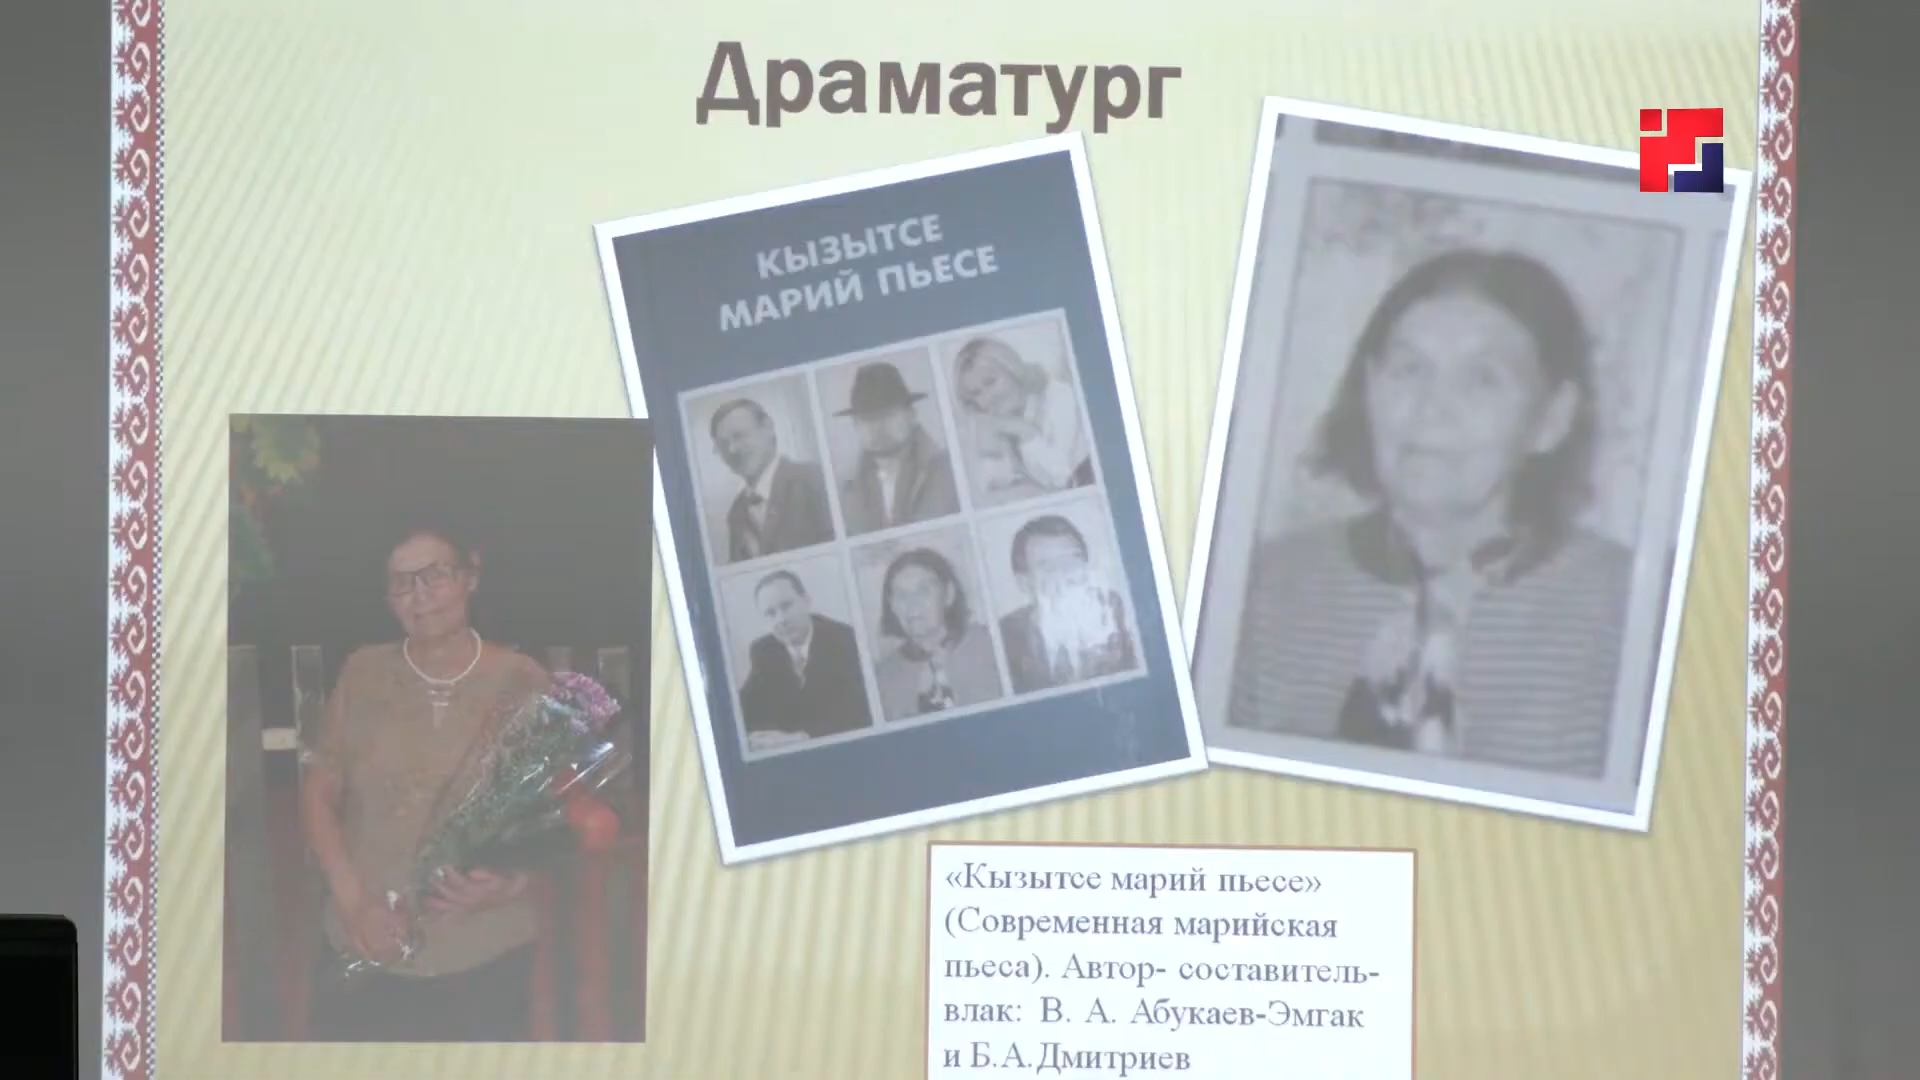 Драматург
КЫЗЫТСЕ
МАРИЙ ПЬЕСЕ
«Кызытсе марий пьесе»
(Современная марийская
пьеса). Автор- составитель-
влак: В. А. Абукаев-Эмгак
и Б.А.Дмитриев